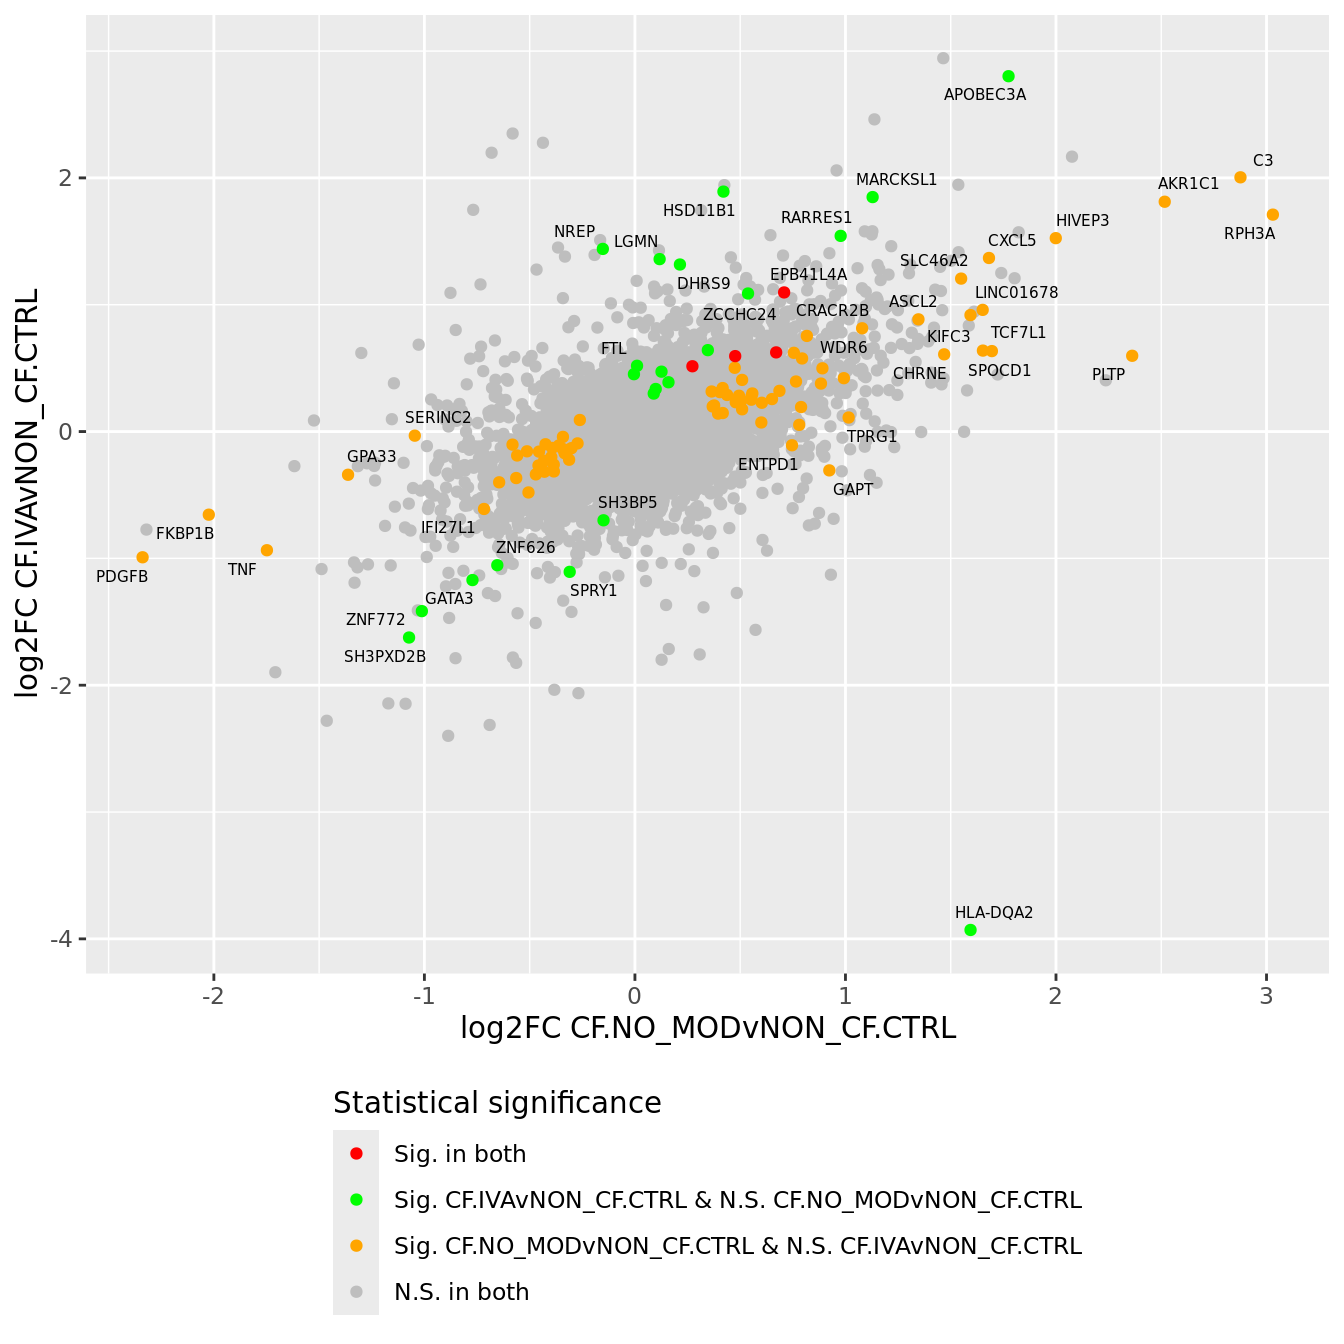 APOBEC3A
C3
AKR1C1
MARCKSL1
HSD11B1
RARRES1
HIVEP3
RPH3A
NREP
LGMN
CXCL5
SLC46A2
EPB41L4A
DHRS9
LINC01678
ASCL2
CRACR2B
ZCCHC24
KIFC3
TCF7L1
FTL
WDR6
CHRNE
SPOCD1
PLTP
SERINC2
TPRG1
GPA33
ENTPD1
GAPT
SH3BP5
IFI27L1
FKBP1B
ZNF626
TNF
PDGFB
SPRY1
GATA3
ZNF772
SH3PXD2B
HLA-DQA2
2
0
-2
-4
log2FC CF.IVAvNON_CF.CTRL
-2
-1
0
1
2
3
log2FC CF.NO_MODvNON_CF.CTRL
Statistical significance
Sig. in both
Sig. CF.IVAvNON_CF.CTRL & N.S. CF.NO_MODvNON_CF.CTRL
Sig. CF.NO_MODvNON_CF.CTRL & N.S. CF.IVAvNON_CF.CTRL
N.S. in both